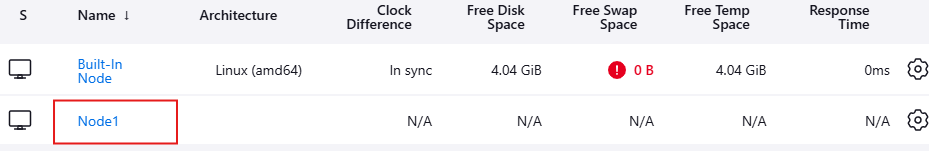 S Name ↓ Architecture Clock Difference Free Disk Space Free Swap Space Free Temp Space Response Time
Built-In Node Linux (amd64) In sync 4.04 GiB ! 0 B 4.04 GiB 0ms
Node1 N/A N/A N/A N/A N/A